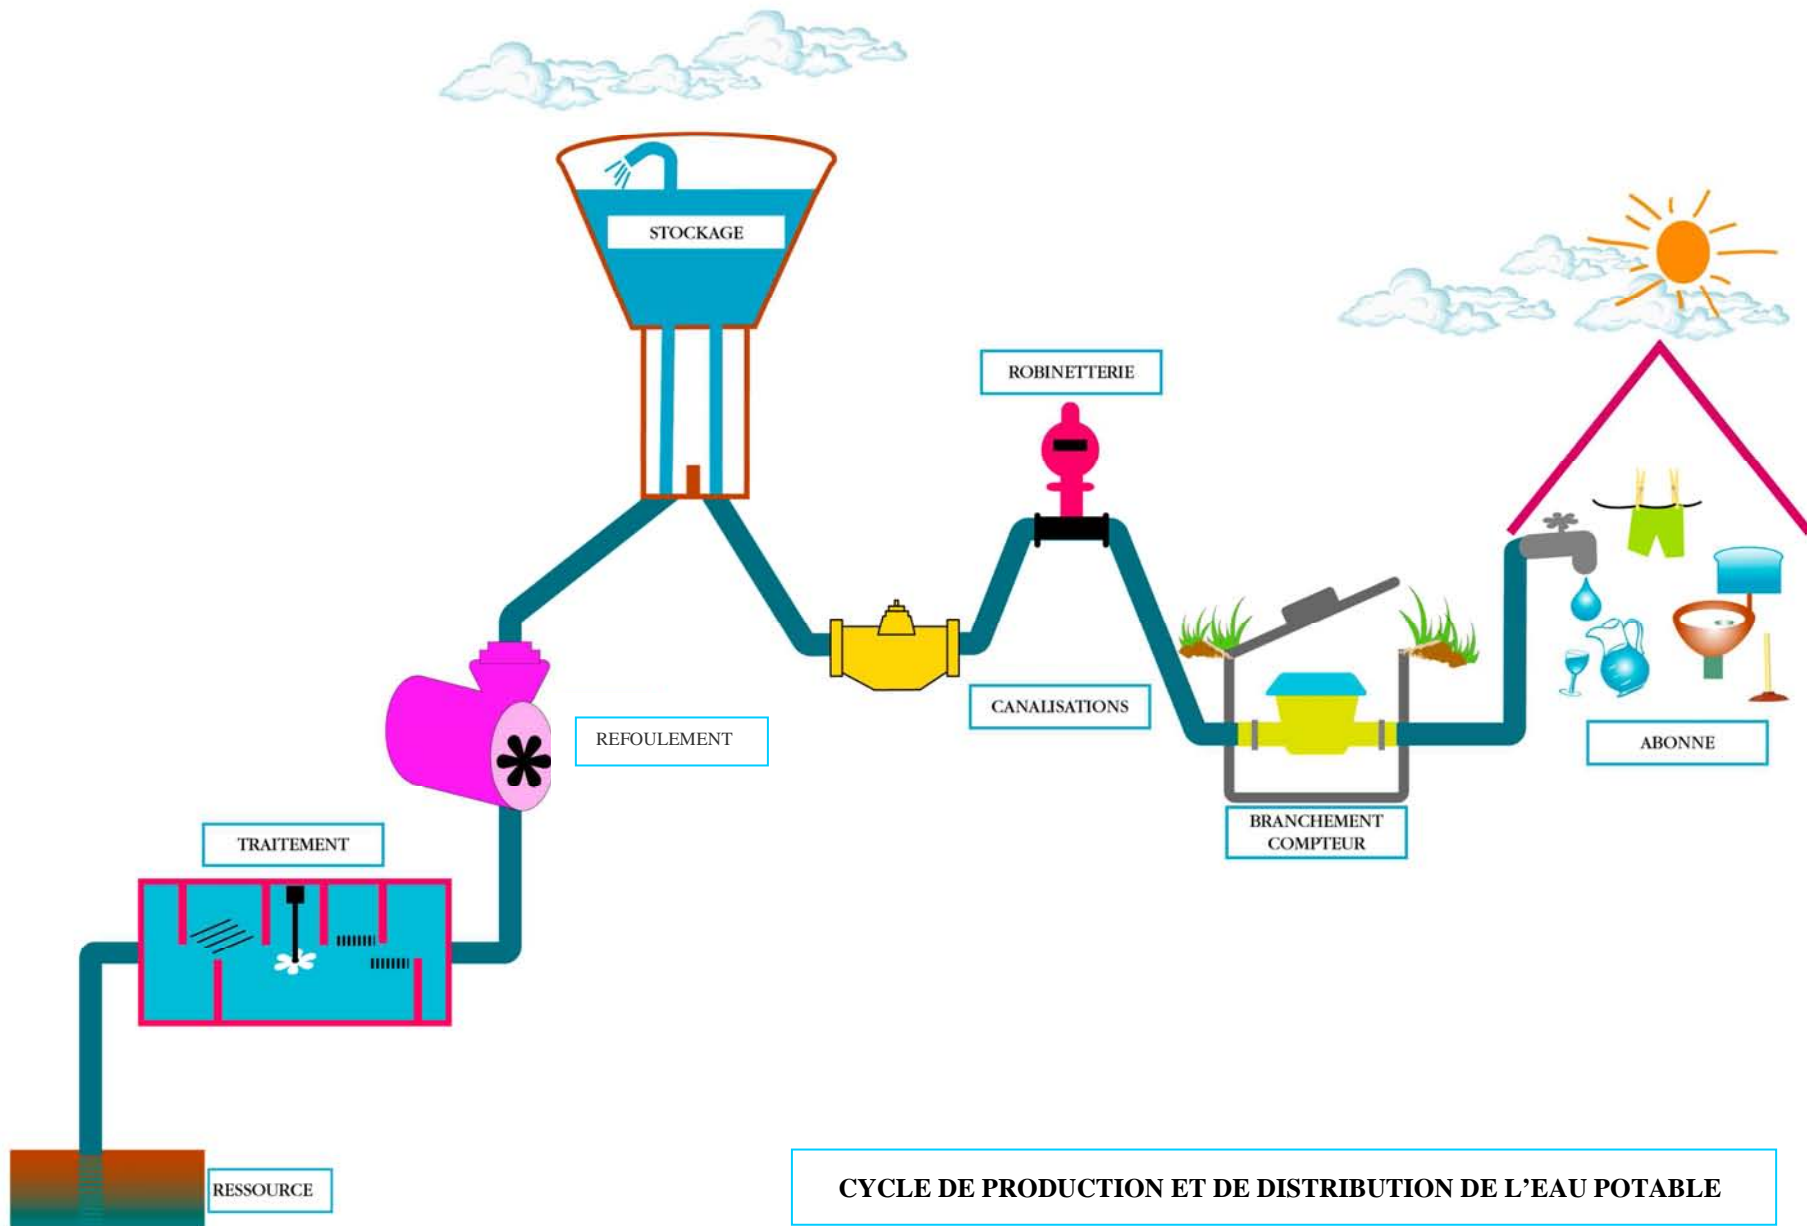 STOCKAGE
ROBINETTERIE
CANALISATIONS
REFOULEMENT
ABONNE
BRANCHEMENT
COMPTEUR
TRAITEMENT
RESSOURCE
CYCLE DE PRODUCTION ET DE DISTRIBUTION DE L’EAU POTABLE